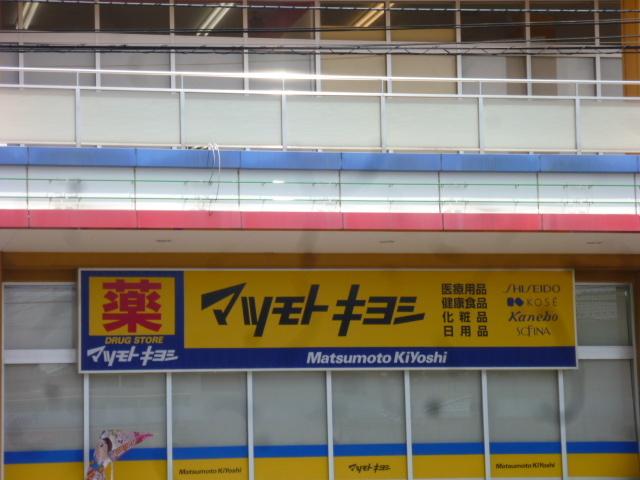 薬
DRUG STORE
マツモトキヨシ
マツモトキヨシ
医療用品
健康食品
化粧品
日用品
SHISEIDO
KOSÉ
Kanebo
SOFINA
Matsumoto KiYoshi
Matsumoto KiYoshi
マツモトキヨシ
Matsumoto KiYoshi